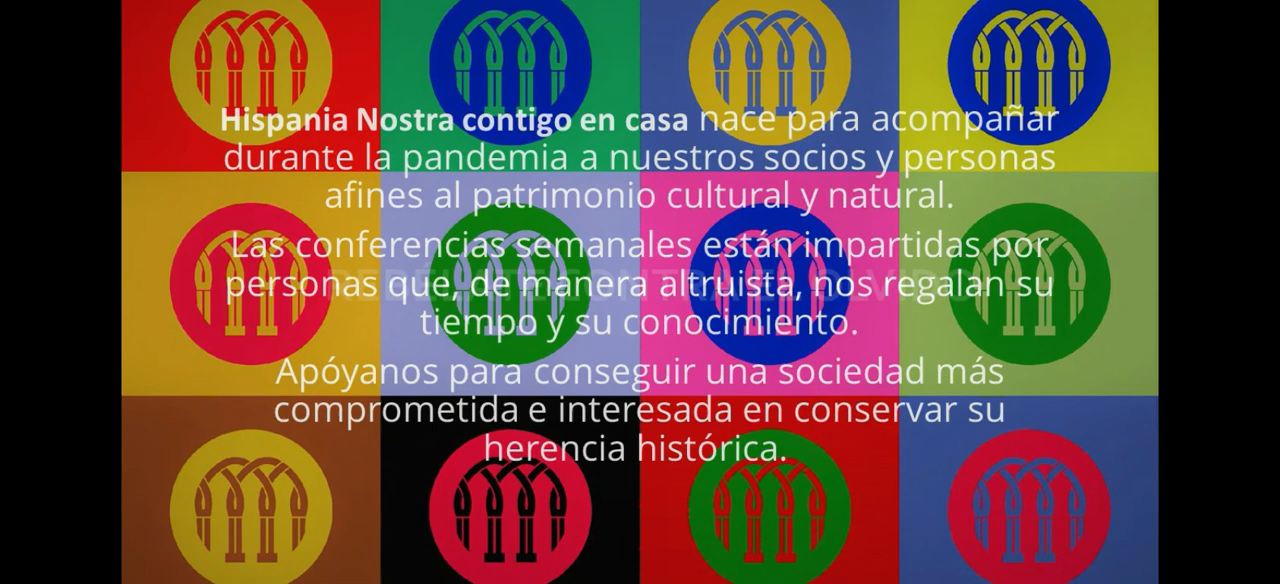 Hispania Nostra contigo en casa nace para acompañar
durante la pandemia a nuestros socios y personas
afines al patrimonio cultural y natural.
Las conferencias semanales están impartidas por
personas que, de manera altruista, nos regalan su
tiempo y su conocimiento.
Apóyanos para conseguir una sociedad más
comprometida e interesada en conservar su
herencia histórica.